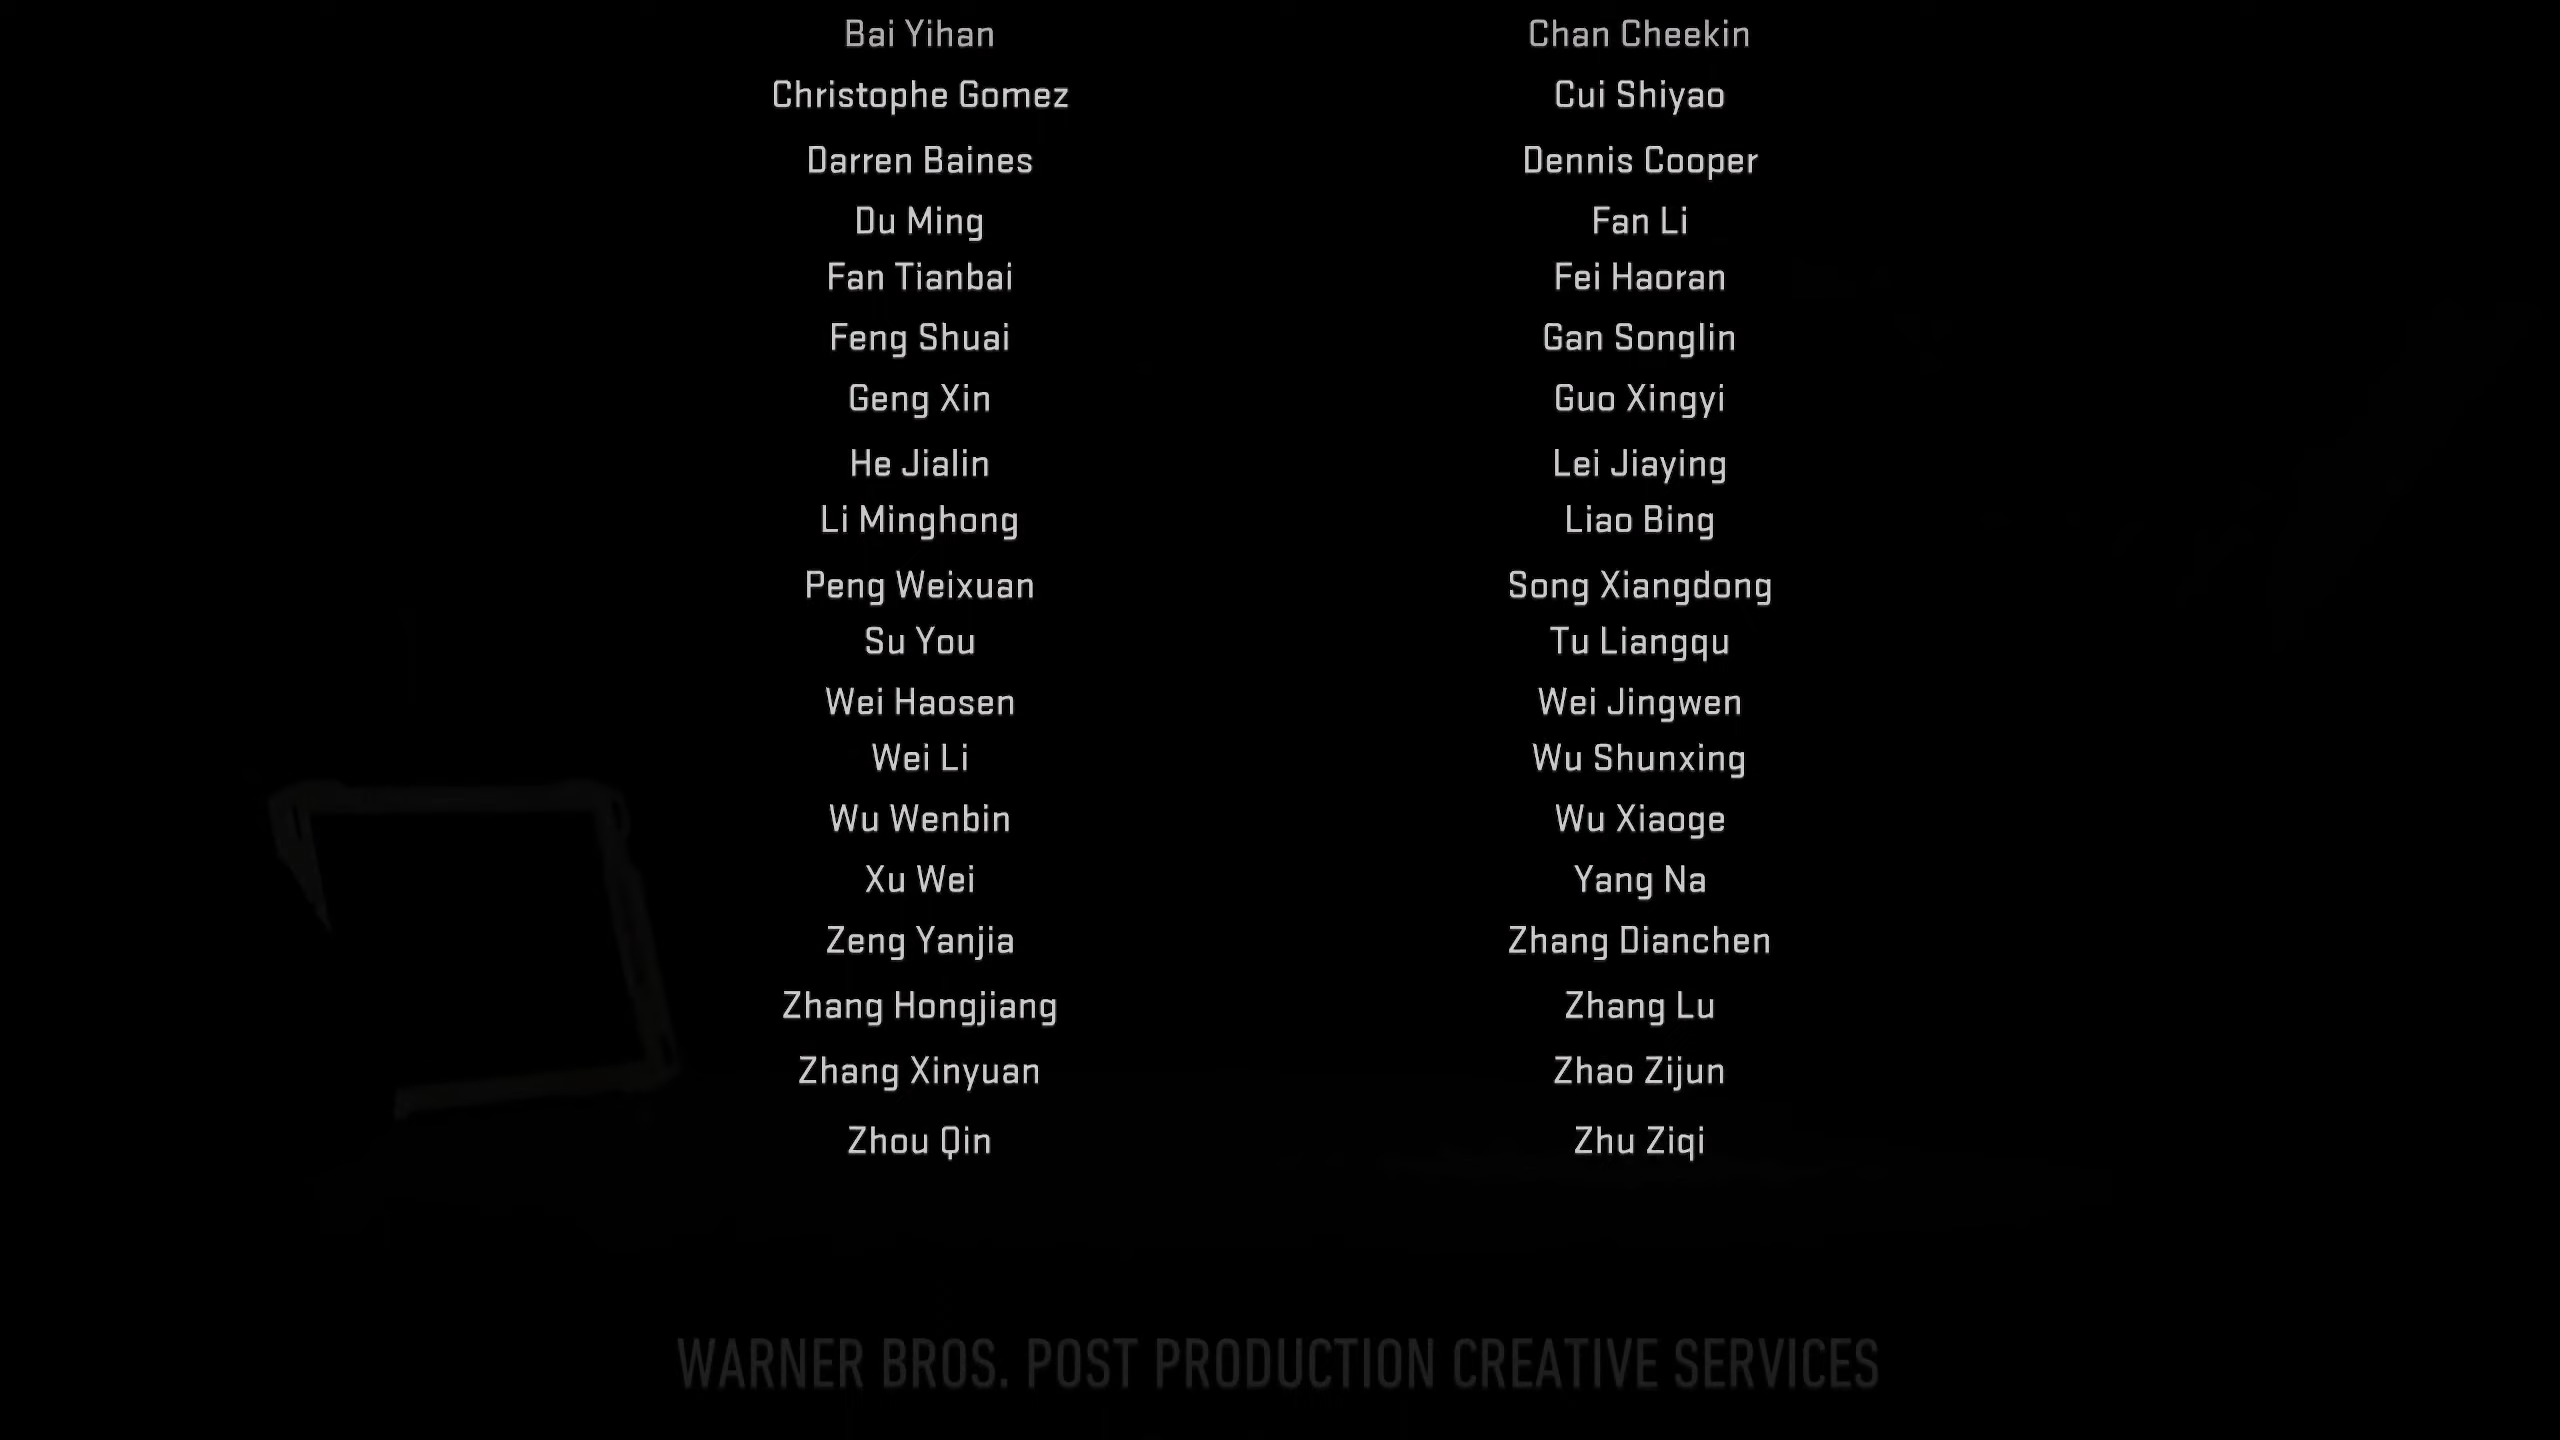 Bai Yihan Chan Cheekin
Christophe Gomez Cui Shiyao
Darren Baines Dennis Cooper
Du Ming Fan Li
Fan Tianbai Fei Haoran
Feng Shuai Gan Songlin
Geng Xin Guo Xingyi
He Jialin Lei Jiaying
Li Minghong Liao Bing
Peng Weixuan Song Xiangdong
Su You Tu Liangqu
Wei Haosen Wei Jingwen
Wei Li Wu Shunxing
Wu Wenbin Wu Xiaoge
Xu Wei Yang Na
Zeng Yanjia Zhang Dianchen
Zhang Hongjiang Zhang Lu
Zhang Xinyuan Zhao Zijun
Zhou Qin Zhu Ziqi
WARNER BROS. POST PRODUCTION CREATIVE SERVICES